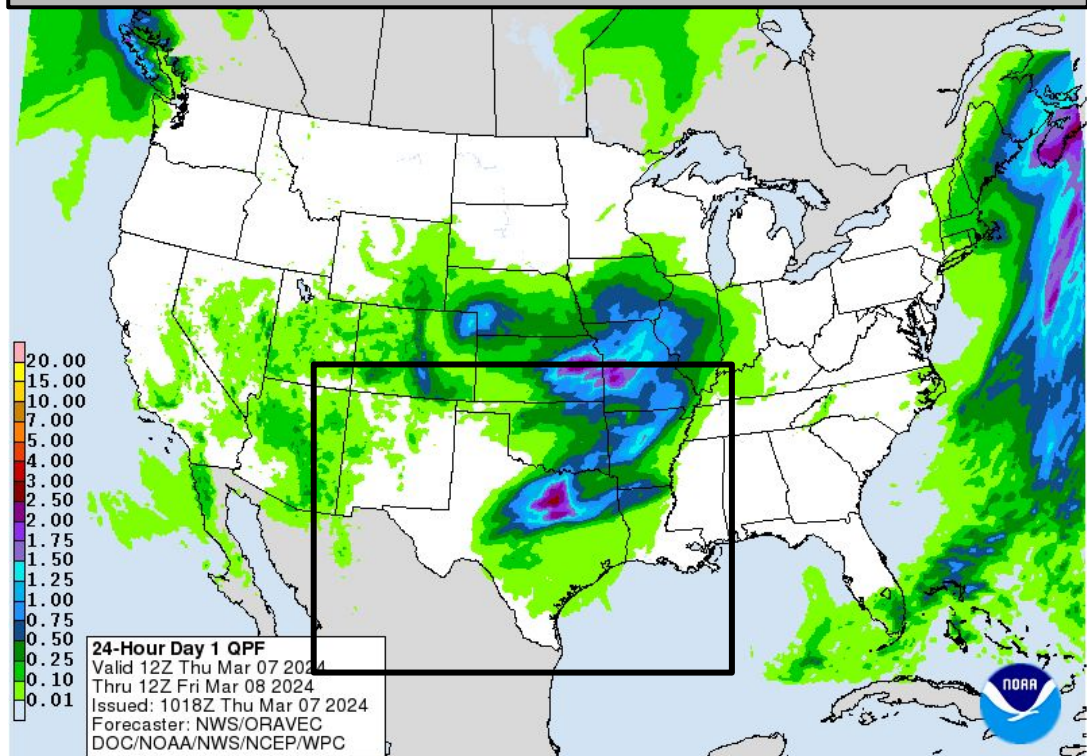 20.00
15.00
10.00
7.00
5.00
4.00
3.00
2.50
2.00
1.75
1.50
1.25
1.00
0.75
0.50
0.25
0.10
0.01
24-Hour Day 1 QPF
Valid 12Z Thu Mar 07 2024
Thru 12Z Fri Mar 08 2024
Issued: 1018Z Thu Mar 07 2024
Forecaster: NWS/ORAVEC
DOC/NOAA/NWS/NCEP/WPC
NOAA